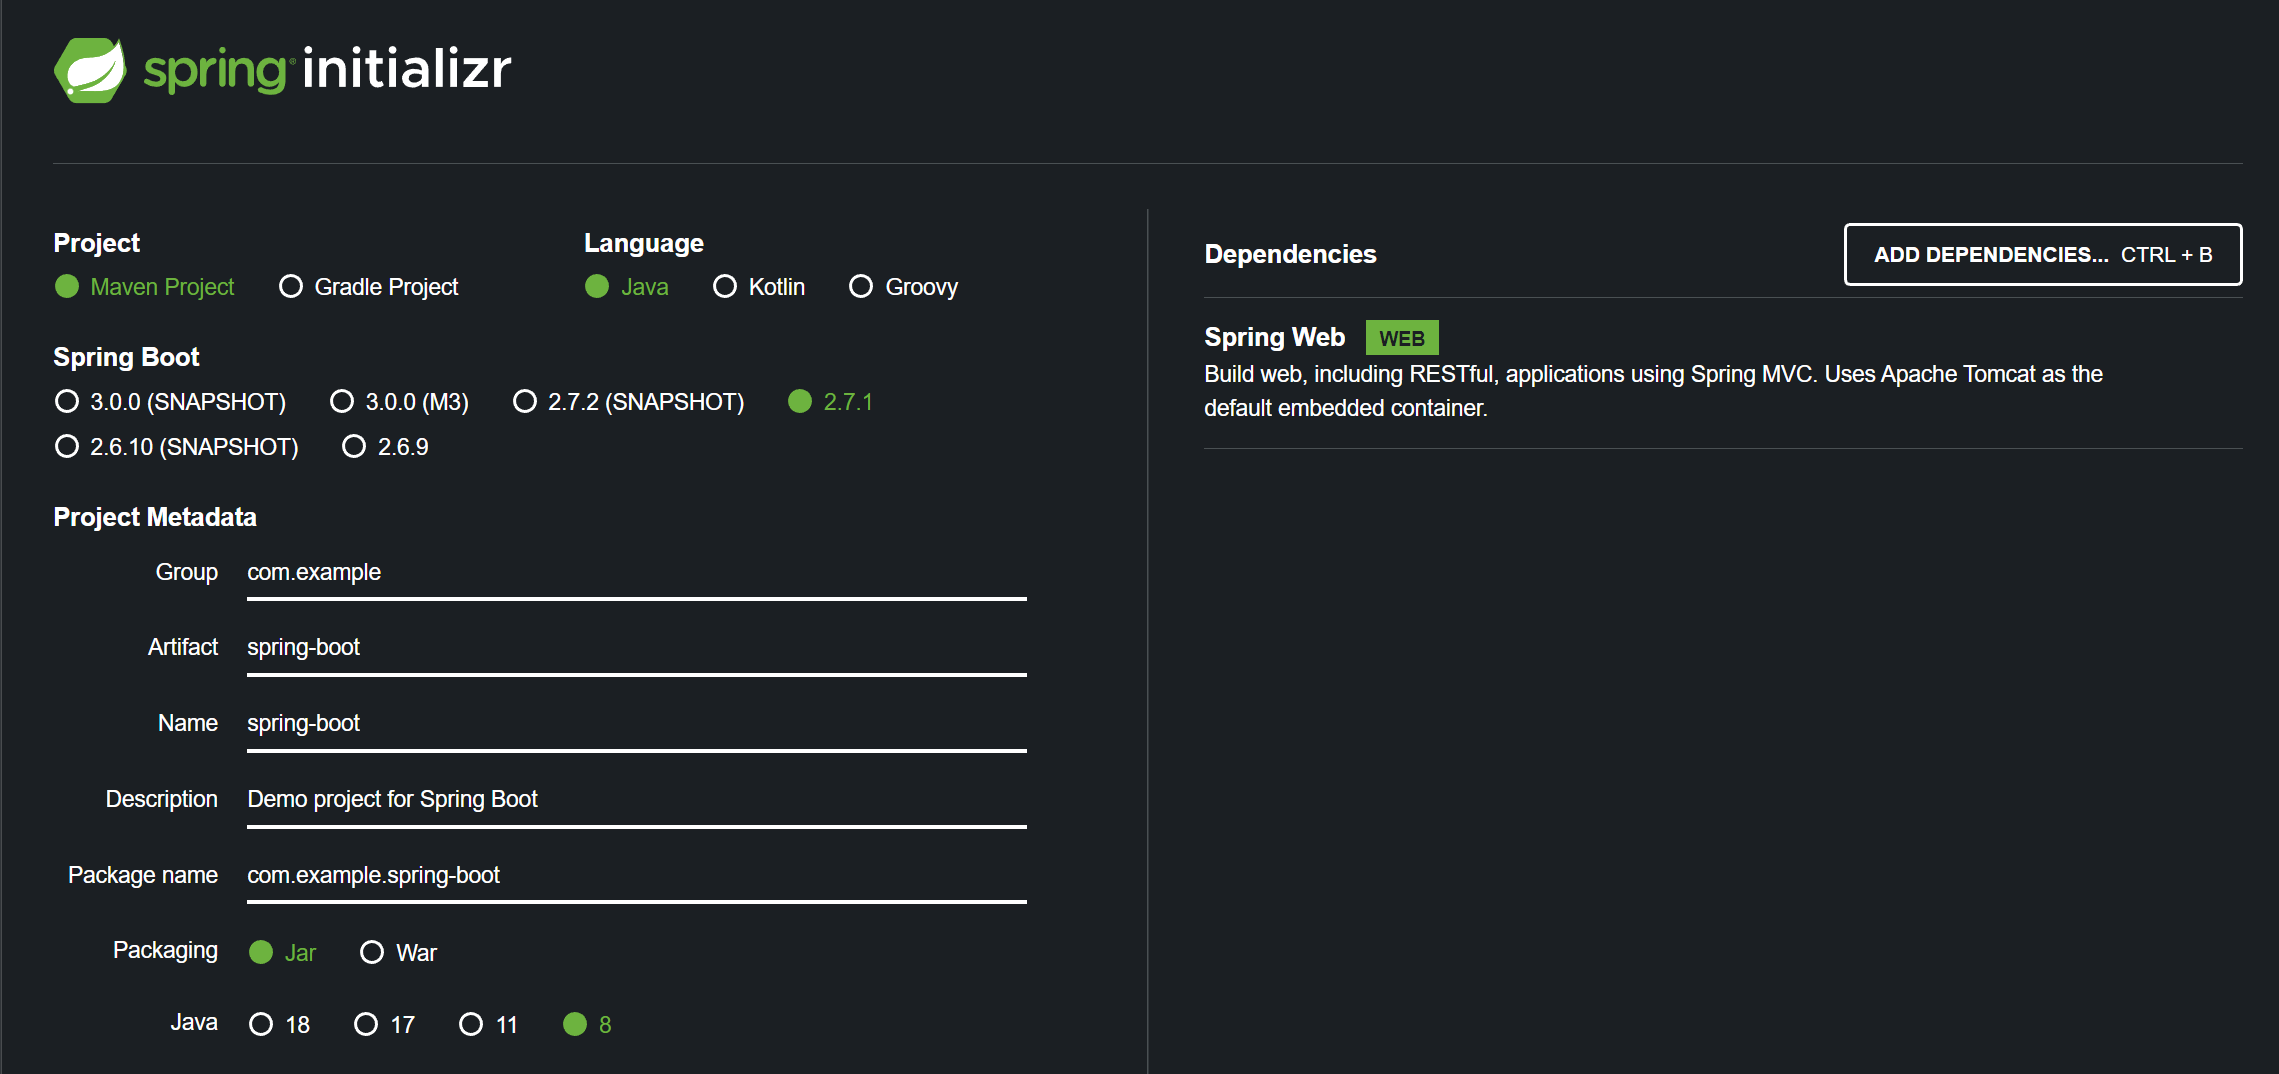 spring initializr
Project
Maven Project Gradle Project
Language
Java Kotlin Groovy
Spring Boot
3.0.0 (SNAPSHOT) 3.0.0 (M3) 2.7.2 (SNAPSHOT) 2.7.1
2.6.10 (SNAPSHOT) 2.6.9
Project Metadata
Group com.example
Artifact spring-boot
Name spring-boot
Description Demo project for Spring Boot
Package name com.example.spring-boot
Packaging Jar War
Java 18 17 11 8
Dependencies
ADD DEPENDENCIES... CTRL + B
Spring Web WEB
Build web, including RESTful, applications using Spring MVC. Uses Apache Tomcat as the
default embedded container.